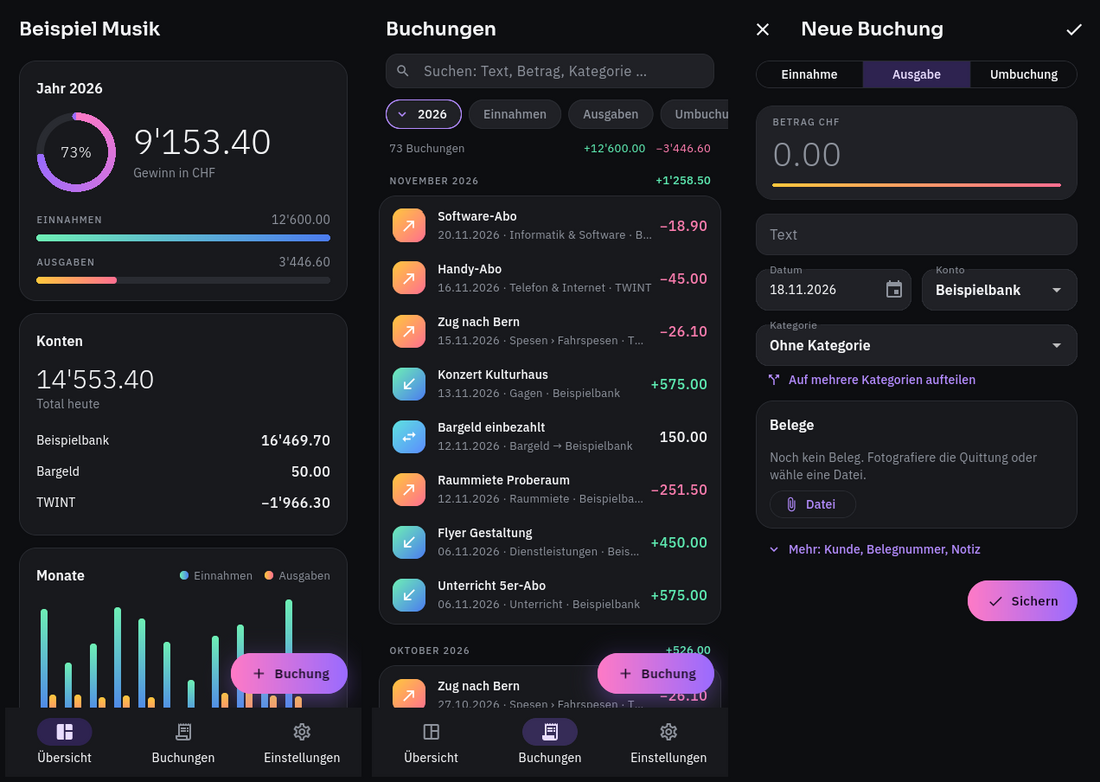 Beispiel Musik
Jahr 2026
73%
9'153.40
Gewinn in CHF
EINNAHMEN 12'600.00
AUSGABEN 3'446.60
Konten
14'553.40
Total heute
Beispielbank 16'469.70
Bargeld 50.00
TWINT −1'966.30
Monate Einnahmen Ausgaben
+ Buchung
Übersicht Buchungen Einstellungen
Buchungen
Suchen: Text, Betrag, Kategorie ...
2026 Einnahmen Ausgaben Umbuchu
73 Buchungen +12'600.00 −3'446.60
NOVEMBER 2026 +1'258.50
Software-Abo
20.11.2026 · Informatik & Software · B... −18.90
Handy-Abo
16.11.2026 · Telefon & Internet · TWINT −45.00
Zug nach Bern
15.11.2026 · Spesen › Fahrspesen · T... −26.10
Konzert Kulturhaus
13.11.2026 · Gagen · Beispielbank +575.00
Bargeld einbezahlt
12.11.2026 · Bargeld → Beispielbank 150.00
Raummiete Proberaum
12.11.2026 · Raummiete · Beispielba... −251.50
Flyer Gestaltung
06.11.2026 · Dienstleistungen · Beis... +450.00
Unterricht 5er-Abo
06.11.2026 · Unterricht · Beispielbank +575.00
OKTOBER 2026 +526.00
Zug nach Bern
27.10.2026 · Spesen › Fahrspesen · T... −26.10
+ Buchung
Übersicht Buchungen Einstellungen
Neue Buchung
Einnahme Ausgabe Umbuchung
BETRAG CHF
0.00
Text
Datum
18.11.2026
Konto
Beispielbank
Kategorie
Ohne Kategorie
Auf mehrere Kategorien aufteilen
Belege
Noch kein Beleg. Fotografiere die Quittung oder
wähle eine Datei.
Datei
Mehr: Kunde, Belegnummer, Notiz
Sichern